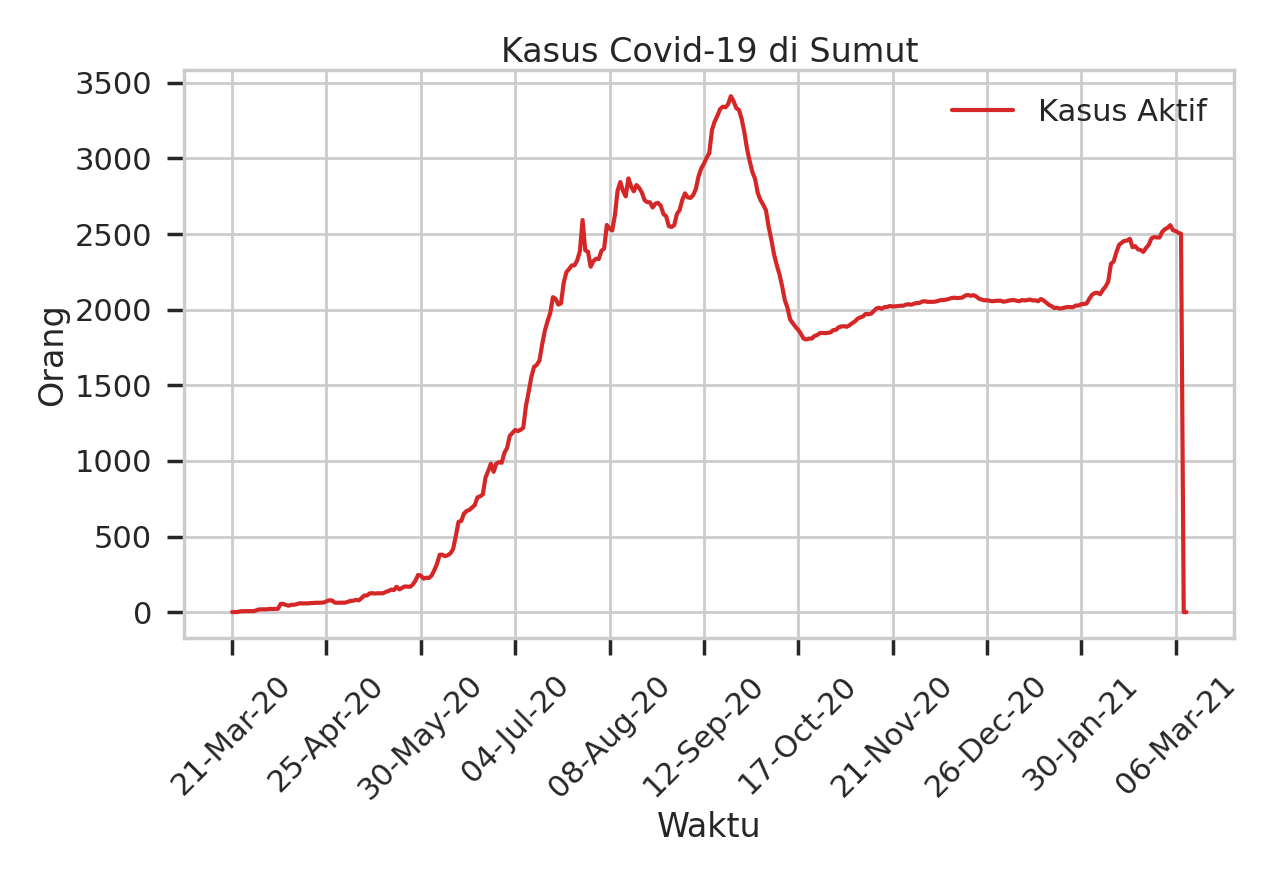 Kasus Covid-19 di Sumut
Kasus Aktif
3500
3000
2500
2000
1500
1000
500
0
Orang
21-Mar-20
25-Apr-20
30-May-20
04-Jul-20
08-Aug-20
12-Sep-20
17-Oct-20
21-Nov-20
26-Dec-20
30-Jan-21
06-Mar-21
Waktu